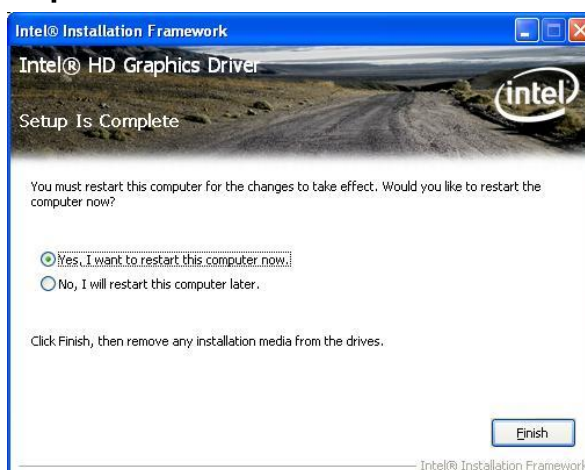 Intel® Installation Framework
Intel® HD Graphics Driver
intel
Setup Is Complete
You must restart this computer for the changes to take effect. Would you like to restart the
computer now?
Yes, I want to restart this computer now.
No, I will restart this computer later.
Click Finish, then remove any installation media from the drives.
Finish
Intel® Installation Framework